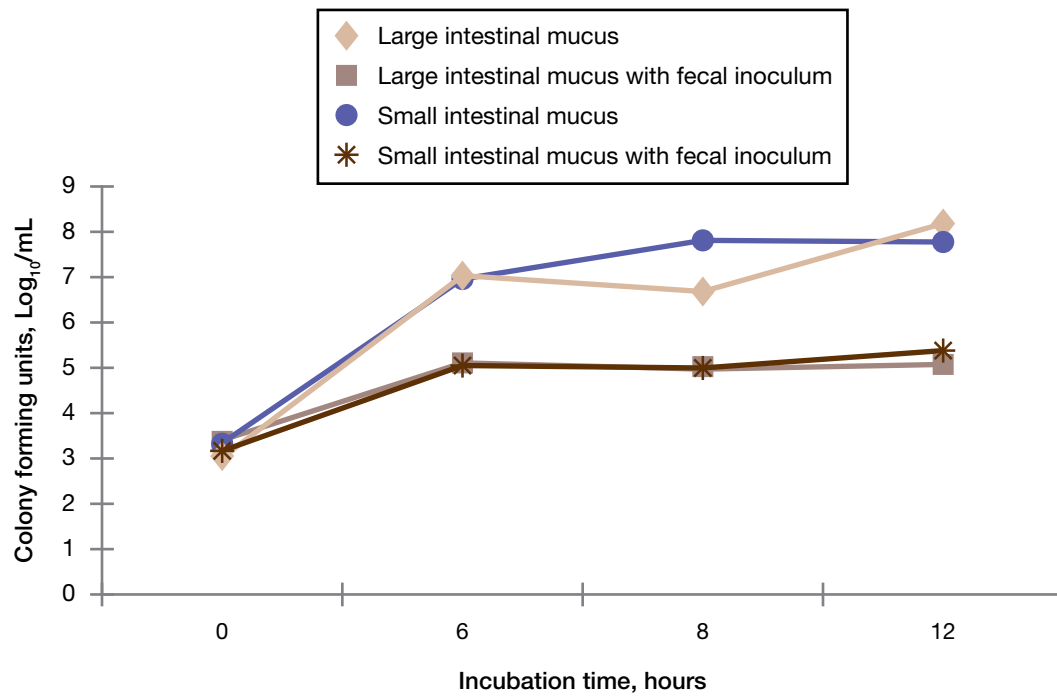 Large intestinal mucus
Large intestinal mucus with fecal inoculum
Small intestinal mucus
Small intestinal mucus with fecal inoculum
9
8
7
6
5
4
3
2
1
0
Colony forming units, Log₁₀/mL
0 6 8 12
Incubation time, hours